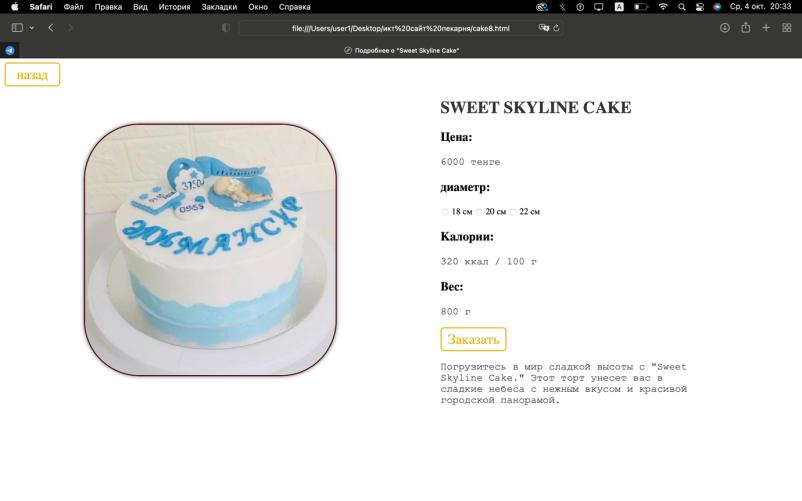 Safari Файл Правка Вид История Закладки Окно Справка
A
Ср, 4 окт. 20:33
file:///Users/user1/Desktop/икт%20сайт%20пекарня/cake8.html
Подробнее о "Sweet Skyline Cake"
назад
SWEET SKYLINE CAKE
Цена:
6000 тенге
диаметр:
18 см 20 см 22 см
Калории:
320 ккал / 100 г
Вес:
800 г
Заказать
Погрузитесь в мир сладкой высоты с "Sweet
Skyline Cake." Этот торт унесет вас в
сладкие небеса с нежным вкусом и красивой
городской панорамой.
3750
0555
ӘЛИМАНСҰР